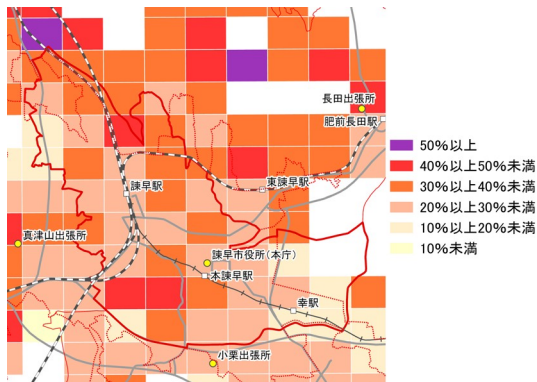 長田出張所
肥前長田駅
50％以上
40％以上50％未満
諫早駅
東諫早駅
30％以上40％未満
20％以上30％未満
真津山出張所
諫早市役所（本庁）
10％以上20％未満
10％未満
本諫早駅
幸駅
小栗出張所